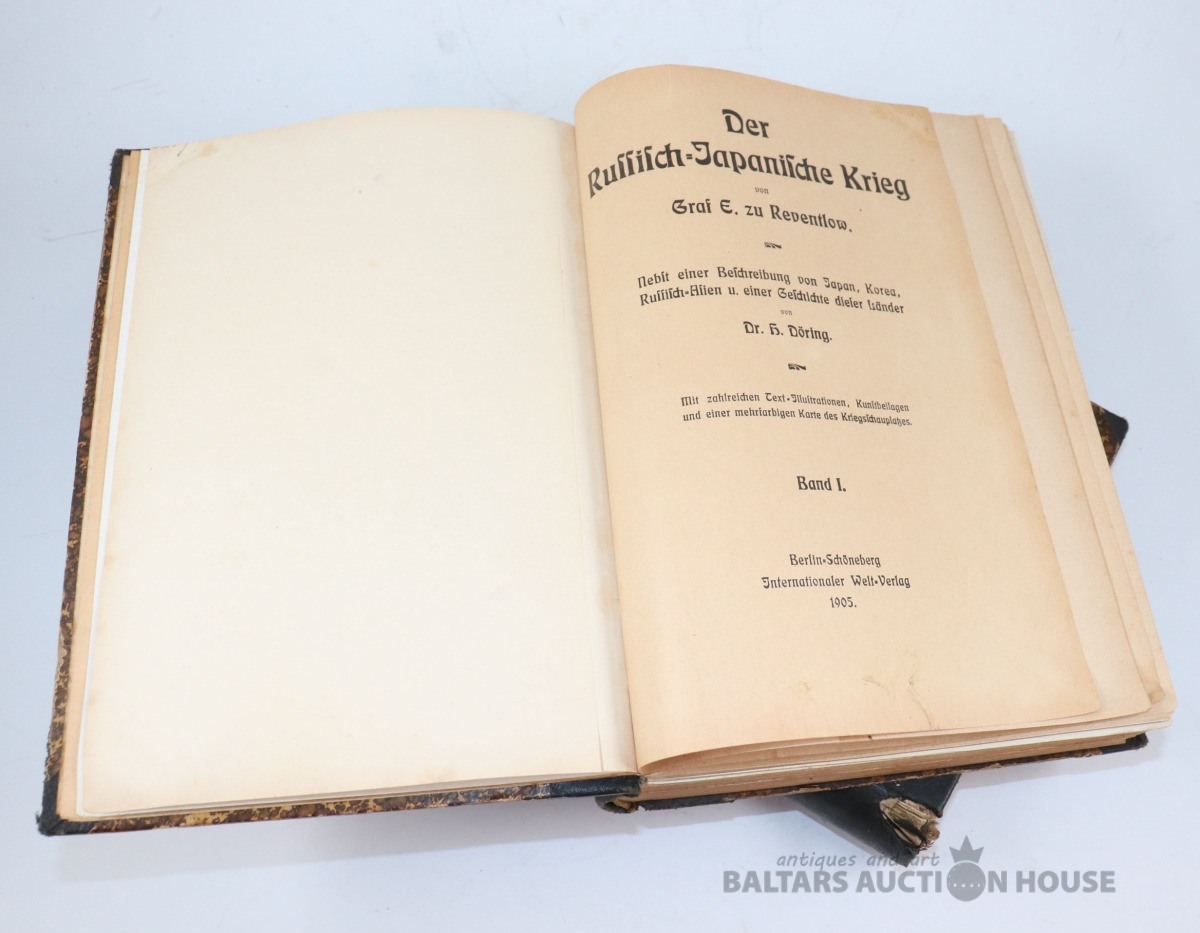 Der
Ruſſiſch-Japaniſche Krieg
von
Graf E. zu Reventlow.
Nebſt einer Beſchreibung von Japan, Korea,
Ruſſiſch-Aſien u. einer Geſchichte dieſer Länder
von
Dr. H. Döring.
Mit zahlreichen Text-Illuſtrationen, Kunſtbeilagen
und einer mehrfarbigen Karte des Kriegsſchauplatzes.
Band I.
Berlin-Schöneberg
Internationaler Welt-Verlag
1905.
antiques and art
BALTARS AUCTION HOUSE